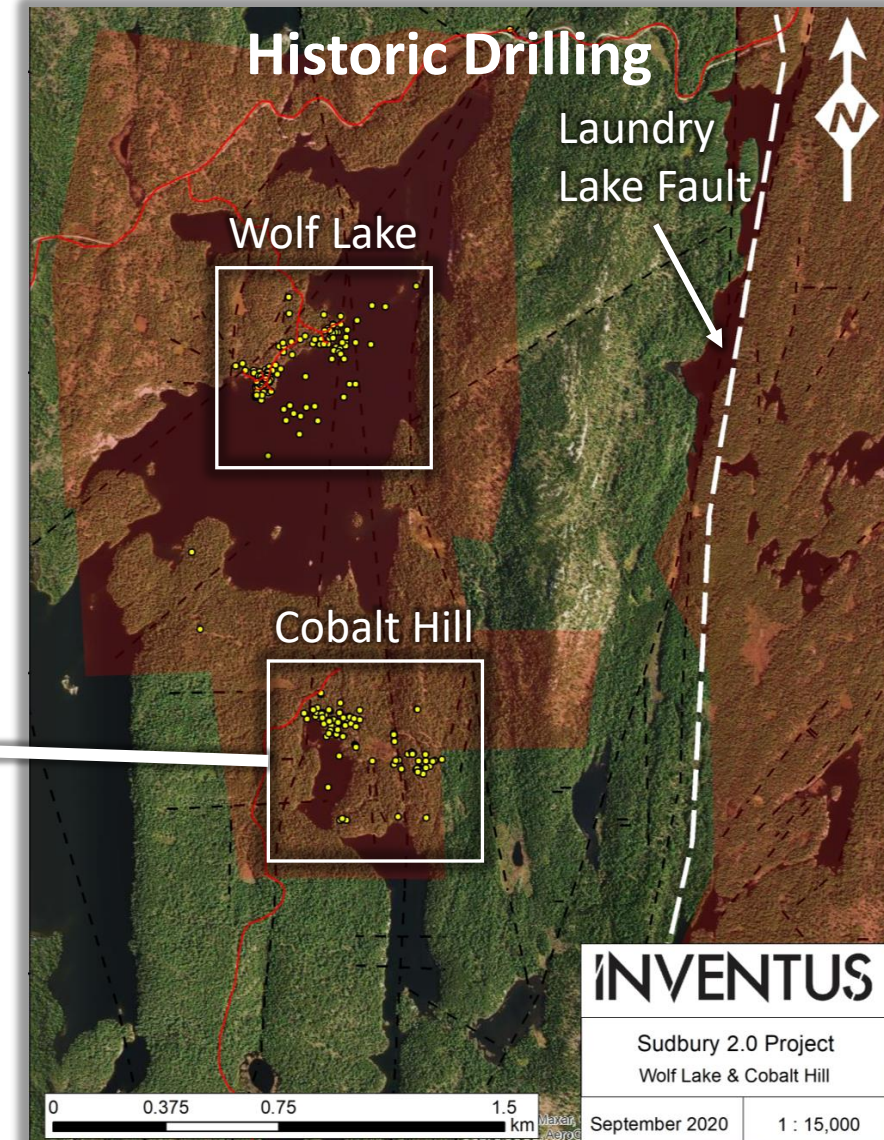 Historic Drilling
Laundry
Lake Fault
N
Wolf Lake
Cobalt Hill
INVENTUS
Sudbury 2.0 Project
Wolf Lake & Cobalt Hill
September 2020
1 : 15,000
0 0.375 0.75 1.5
km
Maxar,